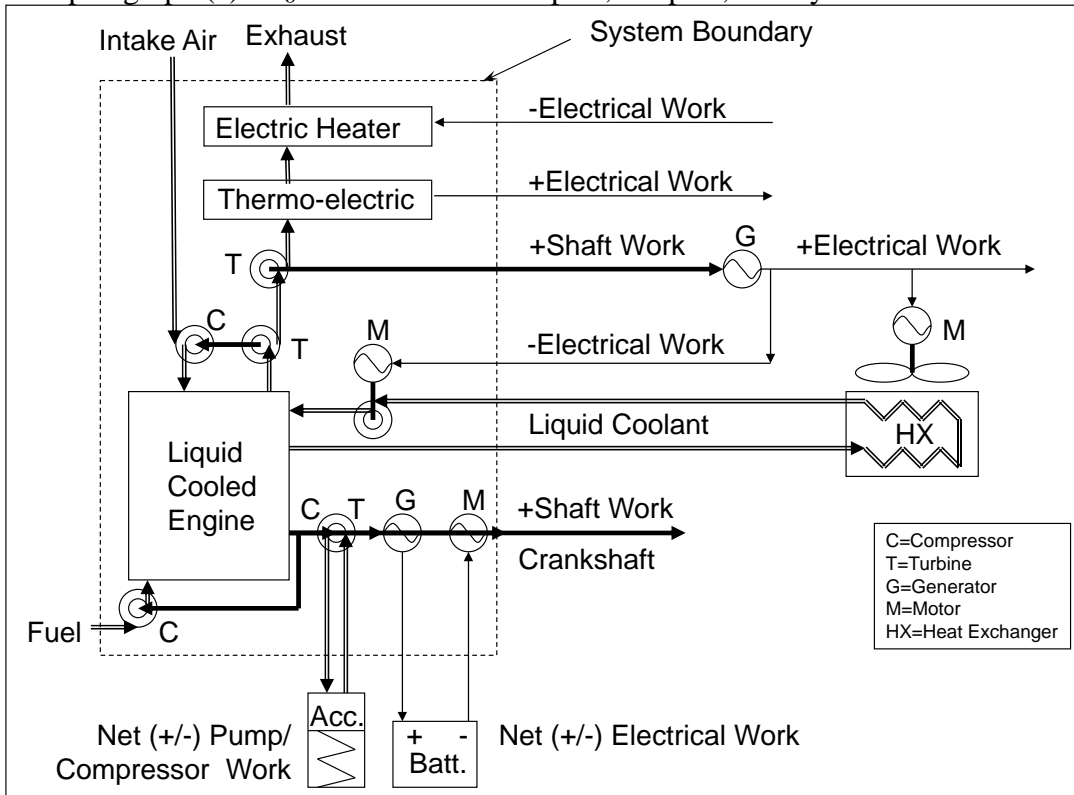 Intake Air
Exhaust
System Boundary
Electric Heater
-Electrical Work
Thermo-electric
+Electrical Work
+Shaft Work
G
+Electrical Work
T
C
T
M
-Electrical Work
M
Liquid Coolant
HX
Liquid
Cooled
Engine
C
T
G
M
+Shaft Work
Crankshaft
C=Compressor
T=Turbine
G=Generator
M=Motor
HX=Heat Exchanger
Fuel
C
Acc.
Net (+/-) Pump/
Compressor Work
+ -
Batt.
Net (+/-) Electrical Work